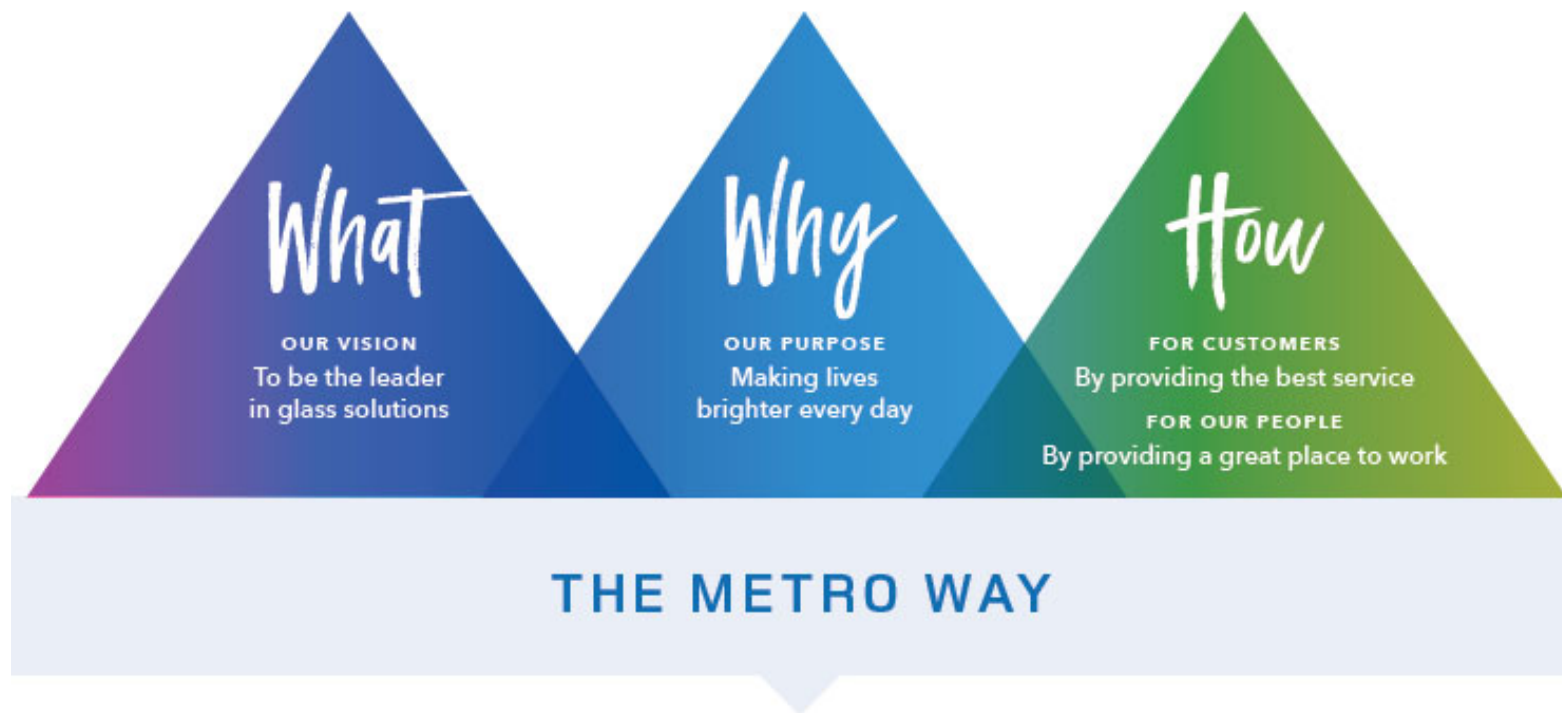 What
OUR VISION
To be the leader
in glass solutions
Why
OUR PURPOSE
Making lives
brighter every day
How
FOR CUSTOMERS
By providing the best service
FOR OUR PEOPLE
By providing a great place to work
THE METRO WAY